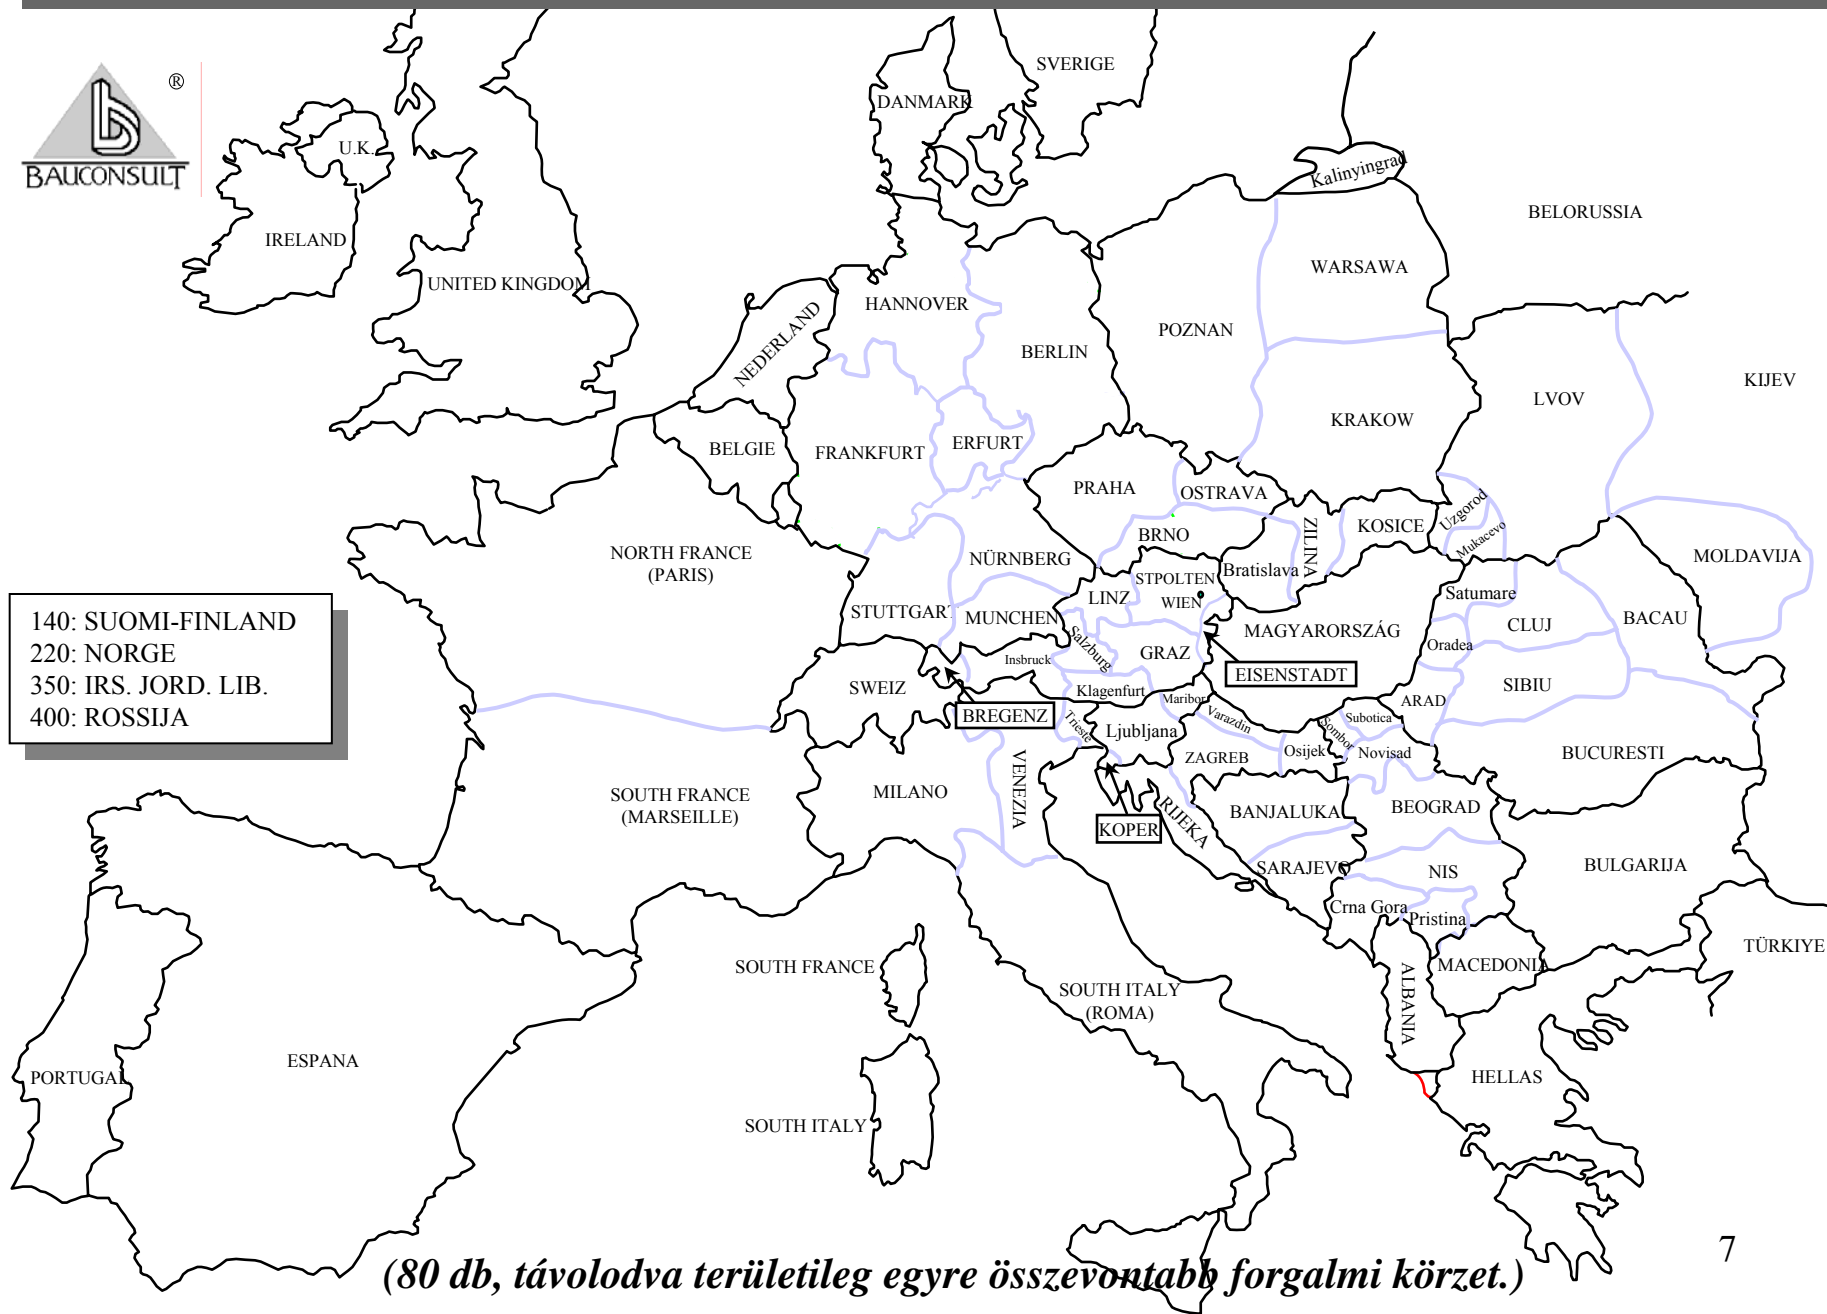 ®
BAUCONSULT
SVERIGE
DANMARK
U.K.
Kalinyingrad
BELORUSSIA
IRELAND
WARSAWA
UNITED KINGDOM
HANNOVER
NEDERLAND
POZNAN
BERLIN
KIJEV
LVOV
KRAKOW
BELGIE
FRANKFURT
ERFURT
PRAHA
OSTRAVA
Uzgorod
ZILINA
KOSICE
Mukacevo
BRNO
NORTH FRANCE
(PARIS)
NÜRNBERG
MOLDAVIJA
STPOLTEN
Bratislava
LINZ
WIEN
Satumare
STUTTGART
MUNCHEN
MAGYARORSZÁG
CLUJ
BACAU
140: SUOMI-FINLAND
220: NORGE
350: IRS. JORD. LIB.
400: ROSSIJA
Salzburg
Insbruck
GRAZ
Oradea
EISENSTADT
SWEIZ
Klagenfurt
Maribor
ARAD
SIBIU
BREGENZ
Trieste
Ljubljana
Varazdin
Sombor
Subotica
Osijek
Novisad
ZAGREB
BUCURESTI
VENEZIA
SOUTH FRANCE
(MARSEILLE)
MILANO
KOPER
RIJEKA
BANJALUKA
BEOGRAD
SARAJEVO
NIS
BULGARIJA
Crna Gora
Pristina
TÜRKIYE
SOUTH FRANCE
MACEDONIA
ALBANIA
SOUTH ITALY
(ROMA)
ESPANA
PORTUGAL
HELLAS
SOUTH ITALY
7
(80 db, távolodva területileg egyre összevontabb forgalmi körzet.)